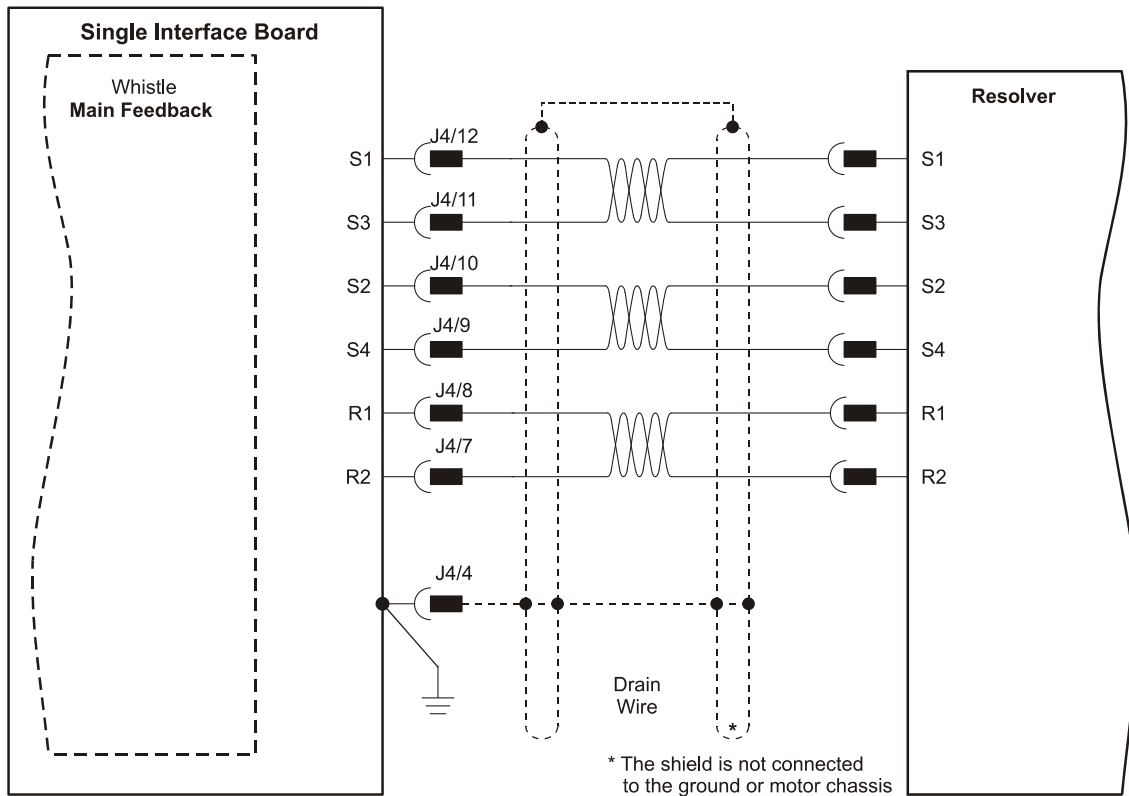 Single Interface Board
Whistle
Main Feedback
Resolver
J4/12
S1
S1
J4/11
S3
S3
J4/10
S2
S2
J4/9
S4
S4
J4/8
R1
R1
J4/7
R2
R2
J4/4
Drain
Wire
*
* The shield is not connected
to the ground or motor chassis